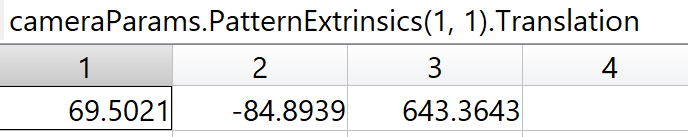 cameraParams.PatternExtrinsics(1, 1).Translation
1 2 3 4
69.5021 -84.8939 643.3643